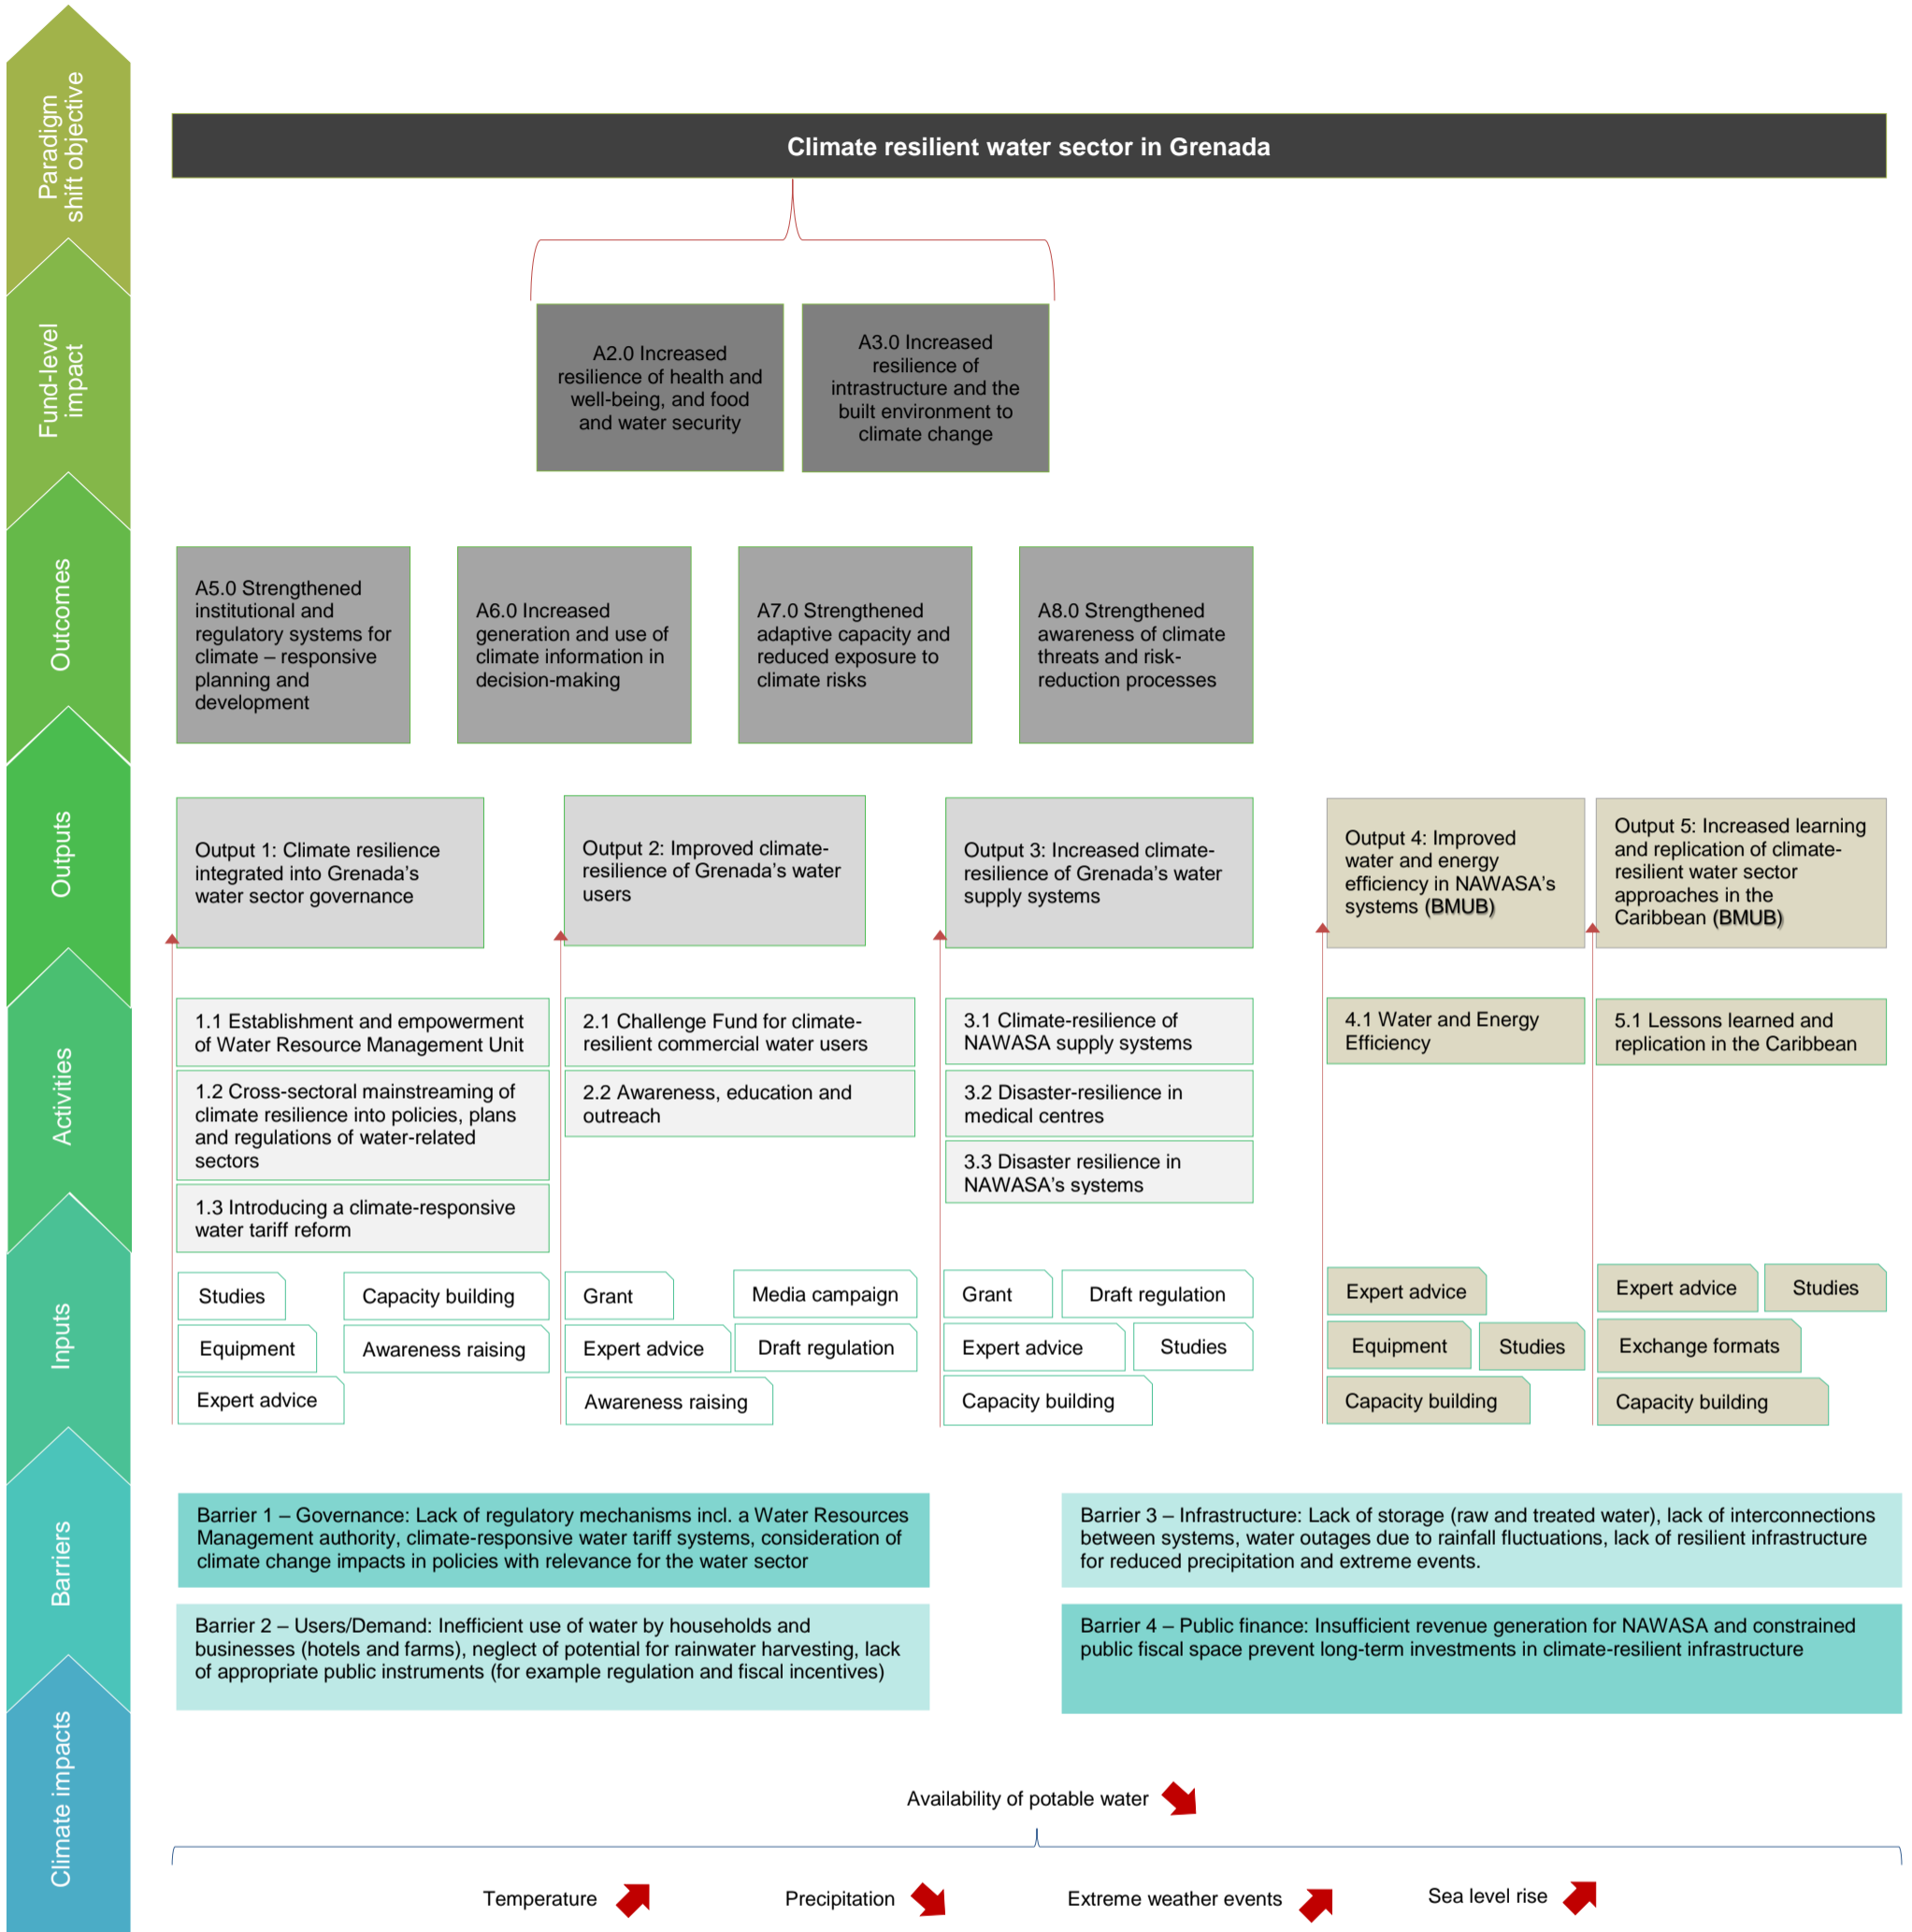 Paradigm
shift objective
Climate resilient water sector in Grenada
Fund-level
impact
A2.0 Increased
resilience of health and
well-being, and food
and water security
A3.0 Increased
resilience of
intrastructure and the
built environment to
climate change
Outcomes
A5.0 Strengthened
institutional and
regulatory systems for
climate – responsive
planning and
development
A6.0 Increased
generation and use of
climate information in
decision-making
A7.0 Strengthened
adaptive capacity and
reduced exposure to
climate risks
A8.0 Strengthened
awareness of climate
threats and risk-
reduction processes
Outputs
Output 1: Climate resilience
integrated into Grenada's
water sector governance
Output 2: Improved climate-
resilience of Grenada's water
users
Output 3: Increased climate-
resilience of Grenada's water
supply systems
Output 4: Improved
water and energy
efficiency in NAWASA's
systems (BMUB)
Output 5: Increased learning
and replication of climate-
resilient water sector
approaches in the
Caribbean (BMUB)
Activities
1.1 Establishment and empowerment
of Water Resource Management Unit
1.2 Cross-sectoral mainstreaming of
climate resilience into policies, plans
and regulations of water-related
sectors
1.3 Introducing a climate-responsive
water tariff reform
2.1 Challenge Fund for climate-
resilient commercial water users
2.2 Awareness, education and
outreach
3.1 Climate-resilience of
NAWASA supply systems
3.2 Disaster-resilience in
medical centres
3.3 Disaster resilience in
NAWASA's systems
4.1 Water and Energy
Efficiency
5.1 Lessons learned and
replication in the Caribbean
Inputs
Studies
Capacity building
Equipment
Awareness raising
Expert advice
Grant
Media campaign
Expert advice
Draft regulation
Awareness raising
Grant
Draft regulation
Expert advice
Studies
Capacity building
Expert advice
Equipment
Studies
Capacity building
Expert advice
Studies
Exchange formats
Capacity building
Barriers
Barrier 1 – Governance: Lack of regulatory mechanisms incl. a Water Resources
Management authority, climate-responsive water tariff systems, consideration of
climate change impacts in policies with relevance for the water sector
Barrier 2 – Users/Demand: Inefficient use of water by households and
businesses (hotels and farms), neglect of potential for rainwater harvesting, lack
of appropriate public instruments (for example regulation and fiscal incentives)
Barrier 3 – Infrastructure: Lack of storage (raw and treated water), lack of interconnections
between systems, water outages due to rainfall fluctuations, lack of resilient infrastructure
for reduced precipitation and extreme events.
Barrier 4 – Public finance: Insufficient revenue generation for NAWASA and constrained
public fiscal space prevent long-term investments in climate-resilient infrastructure
Climate impacts
Availability of potable water
Temperature
Precipitation
Extreme weather events
Sea level rise